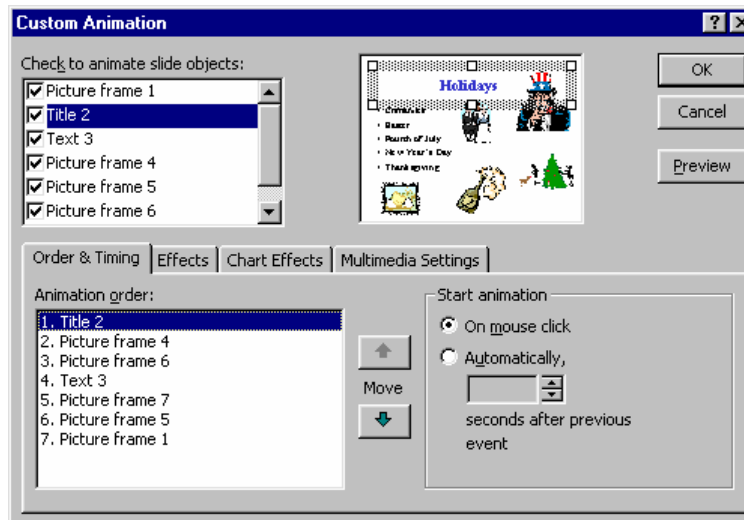 Custom Animation
Check to animate slide objects:
Picture frame 1
Title 2
Text 3
Picture frame 4
Picture frame 5
Picture frame 6
Holidays
Easter
Fourth of July
New Year's Day
Thanksgiving
OK
Cancel
Preview
Order & Timing
Effects
Chart Effects
Multimedia Settings
Animation order:
1. Title 2
2. Picture frame 4
3. Picture frame 6
4. Text 3
5. Picture frame 7
6. Picture frame 5
7. Picture frame 1
Move
Start animation
On mouse click
Automatically,
seconds after previous
event